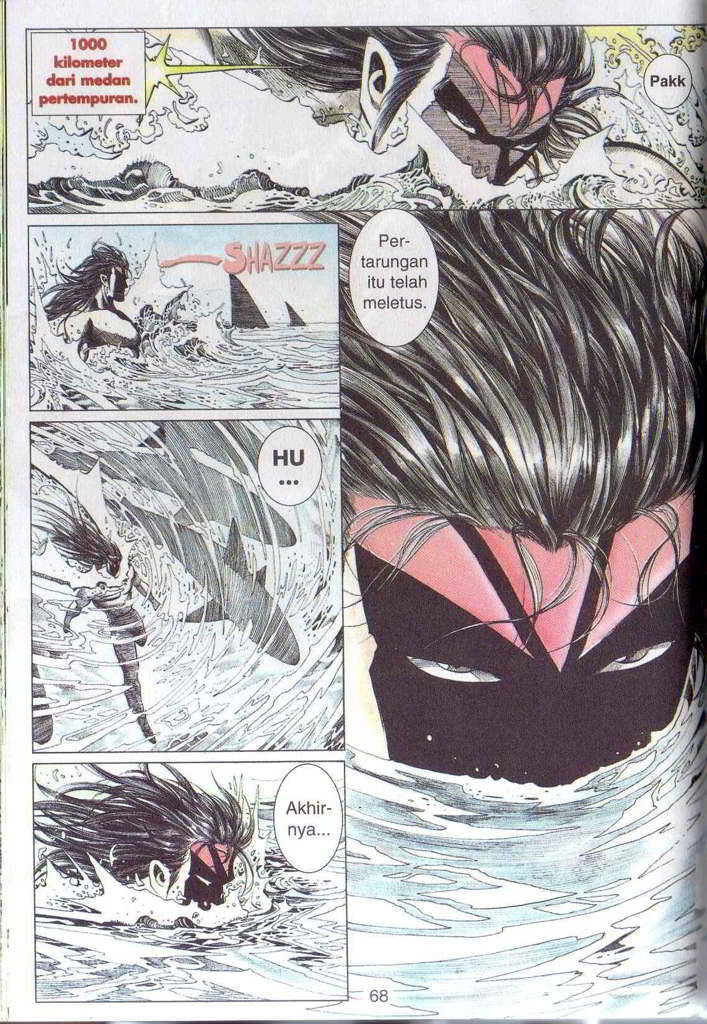 1000
kilometer
dari medan
pertempuran.
Pakk
SHAZZZ
HU
...
Akhir-
nya...
Per-
tarungan
itu telah
meletus.
68